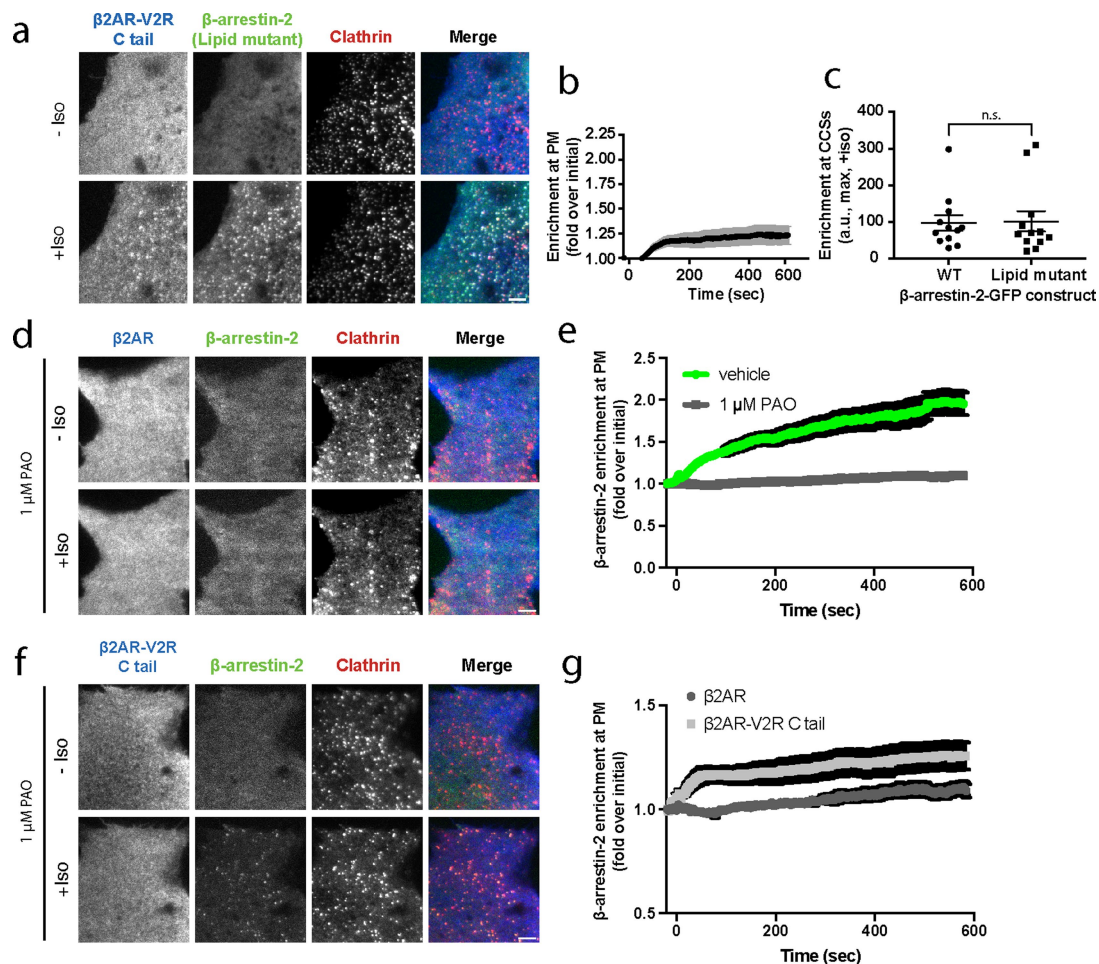 a
β2AR-V2R
C tail
β-arrestin-2
(Lipid mutant)
Clathrin
Merge
- Iso
+Iso
b
Enrichment at PM
(fold over initial)
2.25
2.00
1.75
1.50
1.25
1.00
0
200
400
600
Time (sec)
c
Enrichment at CCSs
(a.u., max, +iso)
400
300
200
100
0
n.s.
WT
Lipid mutant
β-arrestin-2-GFP construct
d
β2AR
β-arrestin-2
Clathrin
Merge
1 µM PAO
- Iso
+Iso
e
β-arrestin-2 enrichment at PM
(fold over initial)
2.5
2.0
1.5
1.0
0.5
0.0
vehicle
1 µM PAO
0
200
400
600
Time (sec)
f
β2AR-V2R
C tail
β-arrestin-2
Clathrin
Merge
1 µM PAO
- Iso
+Iso
g
β-arrestin-2 enrichment at PM
(fold over initial)
1.5
1.0
0.5
β2AR
β2AR-V2R C tail
0
200
400
600
Time (sec)